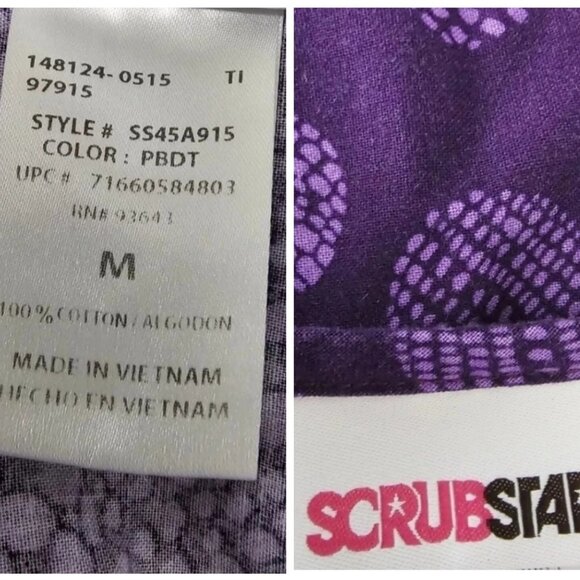 148124-0515 TI
97915
STYLE # SS45A915
COLOR : PBDT
UPC # 71660584803
RN# 93643
M
100% COTTON / ALGODON
MADE IN VIETNAM
HECHO EN VIETNAM
SCRUBSTAR